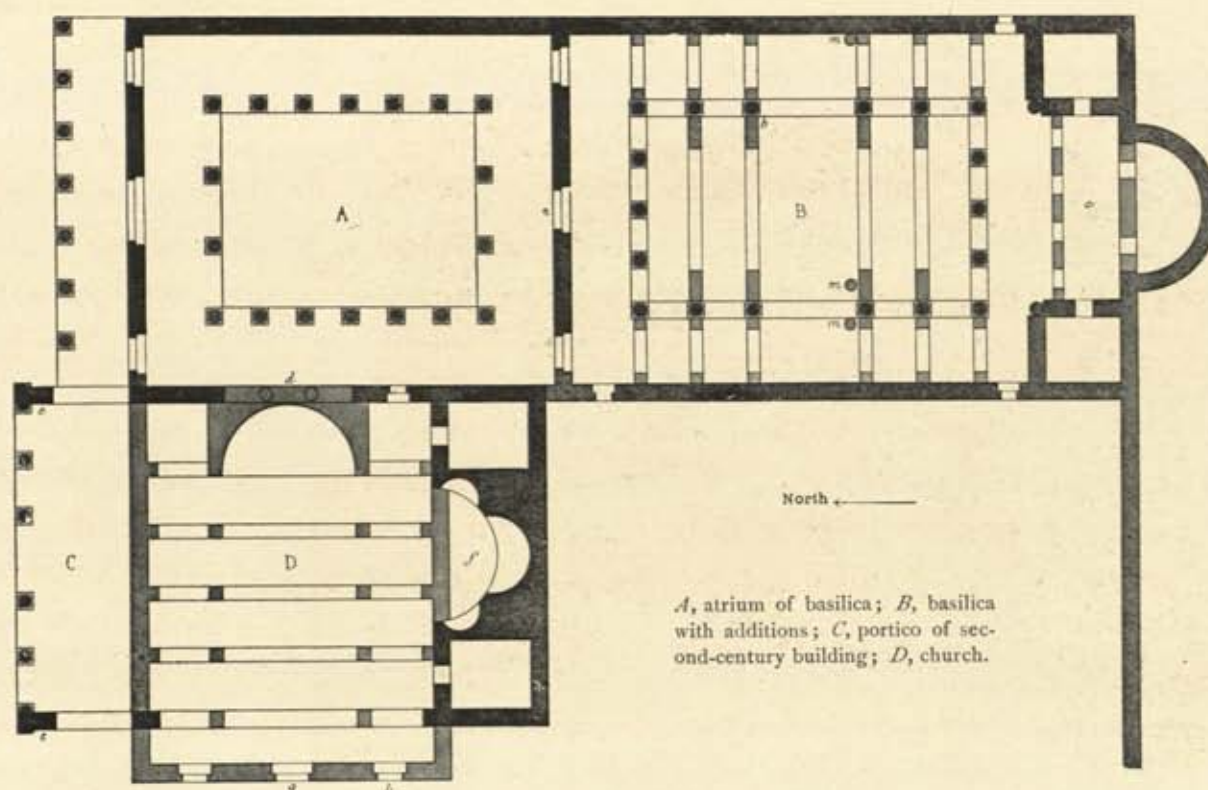 m
A
B
m
m
d
North
C
D
f
A, atrium of basilica; B, basilica
with additions; C, portico of sec-
ond-century building; D, church.